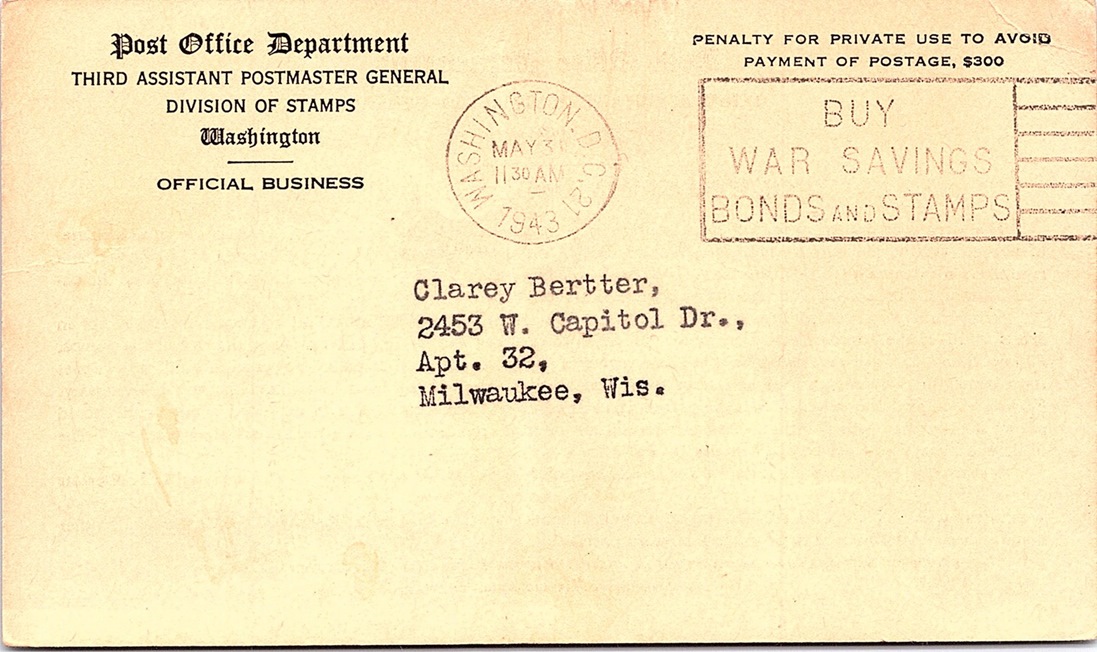 Post Office Department
THIRD ASSISTANT POSTMASTER GENERAL
DIVISION OF STAMPS
Washington
OFFICIAL BUSINESS
PENALTY FOR PRIVATE USE TO AVOID
PAYMENT OF POSTAGE, $300
WASHINGTON, D.C. 21
MAY 31
11 30 AM
1943
BUY
WAR SAVINGS
BONDS AND STAMPS
Clarey Bertter,
2453 W. Capitol Dr.,
Apt. 32,
Milwaukee, Wis.